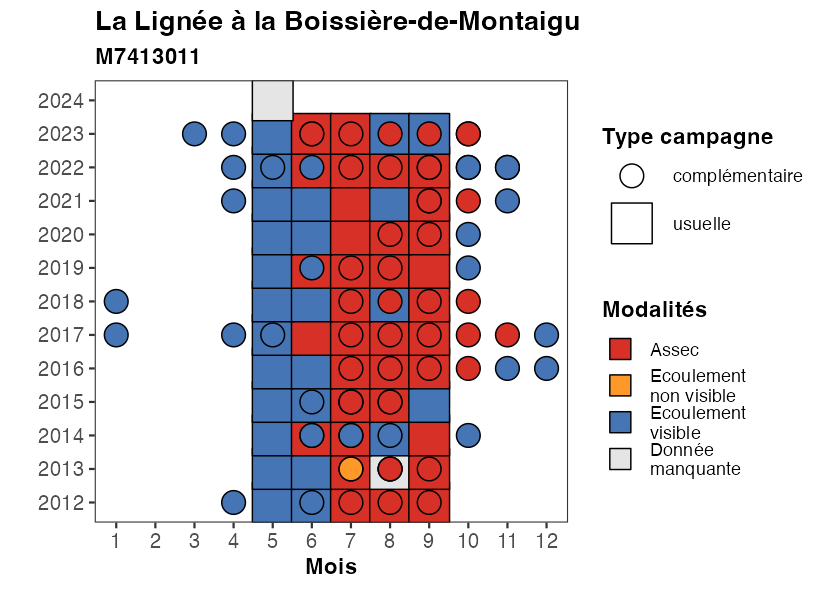 La Lignée à la Boissière-de-Montaigu
M7413011
2024
2023
2022
2021
2020
2019
2018
2017
2016
2015
2014
2013
2012
1 2 3 4 5 6 7 8 9 10 11 12
Mois
Type campagne
complémentaire
usuelle
Modalités
Assec
Ecoulement
non visible
Ecoulement
visible
Donnée
manquante